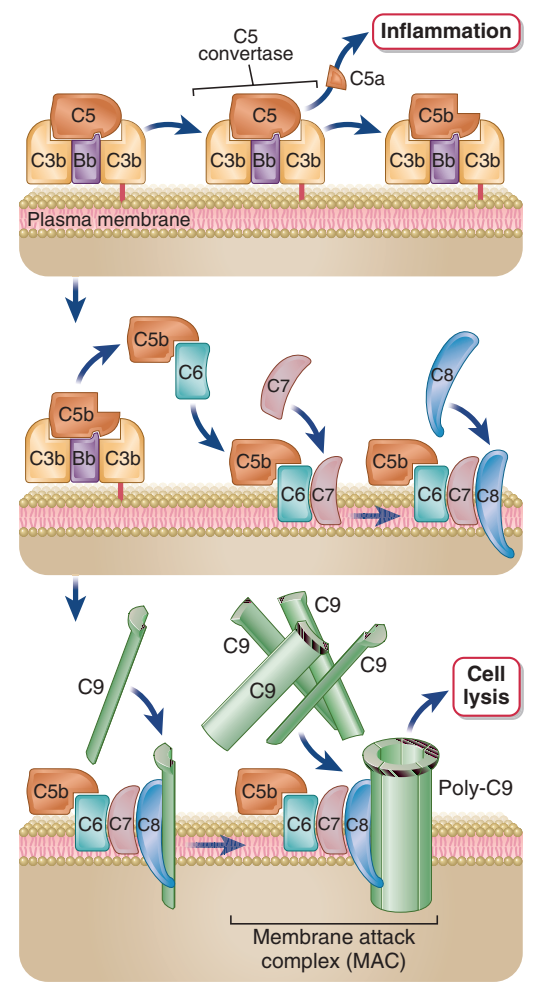 C5
convertase
Inflammation
C5a
C5
C3b Bb C3b
C5
C3b Bb C3b
C5b
C3b Bb C3b
Plasma membrane
C5b
C6
C7
C8
C5b
C3b Bb C3b
C5b
C6 C7
C5b
C6 C7 C8
C9
C9
C9
C9
C9
Cell
lysis
C5b
C6 C7 C8
C5b
C6 C7 C8
Poly-C9
Membrane attack
complex (MAC)